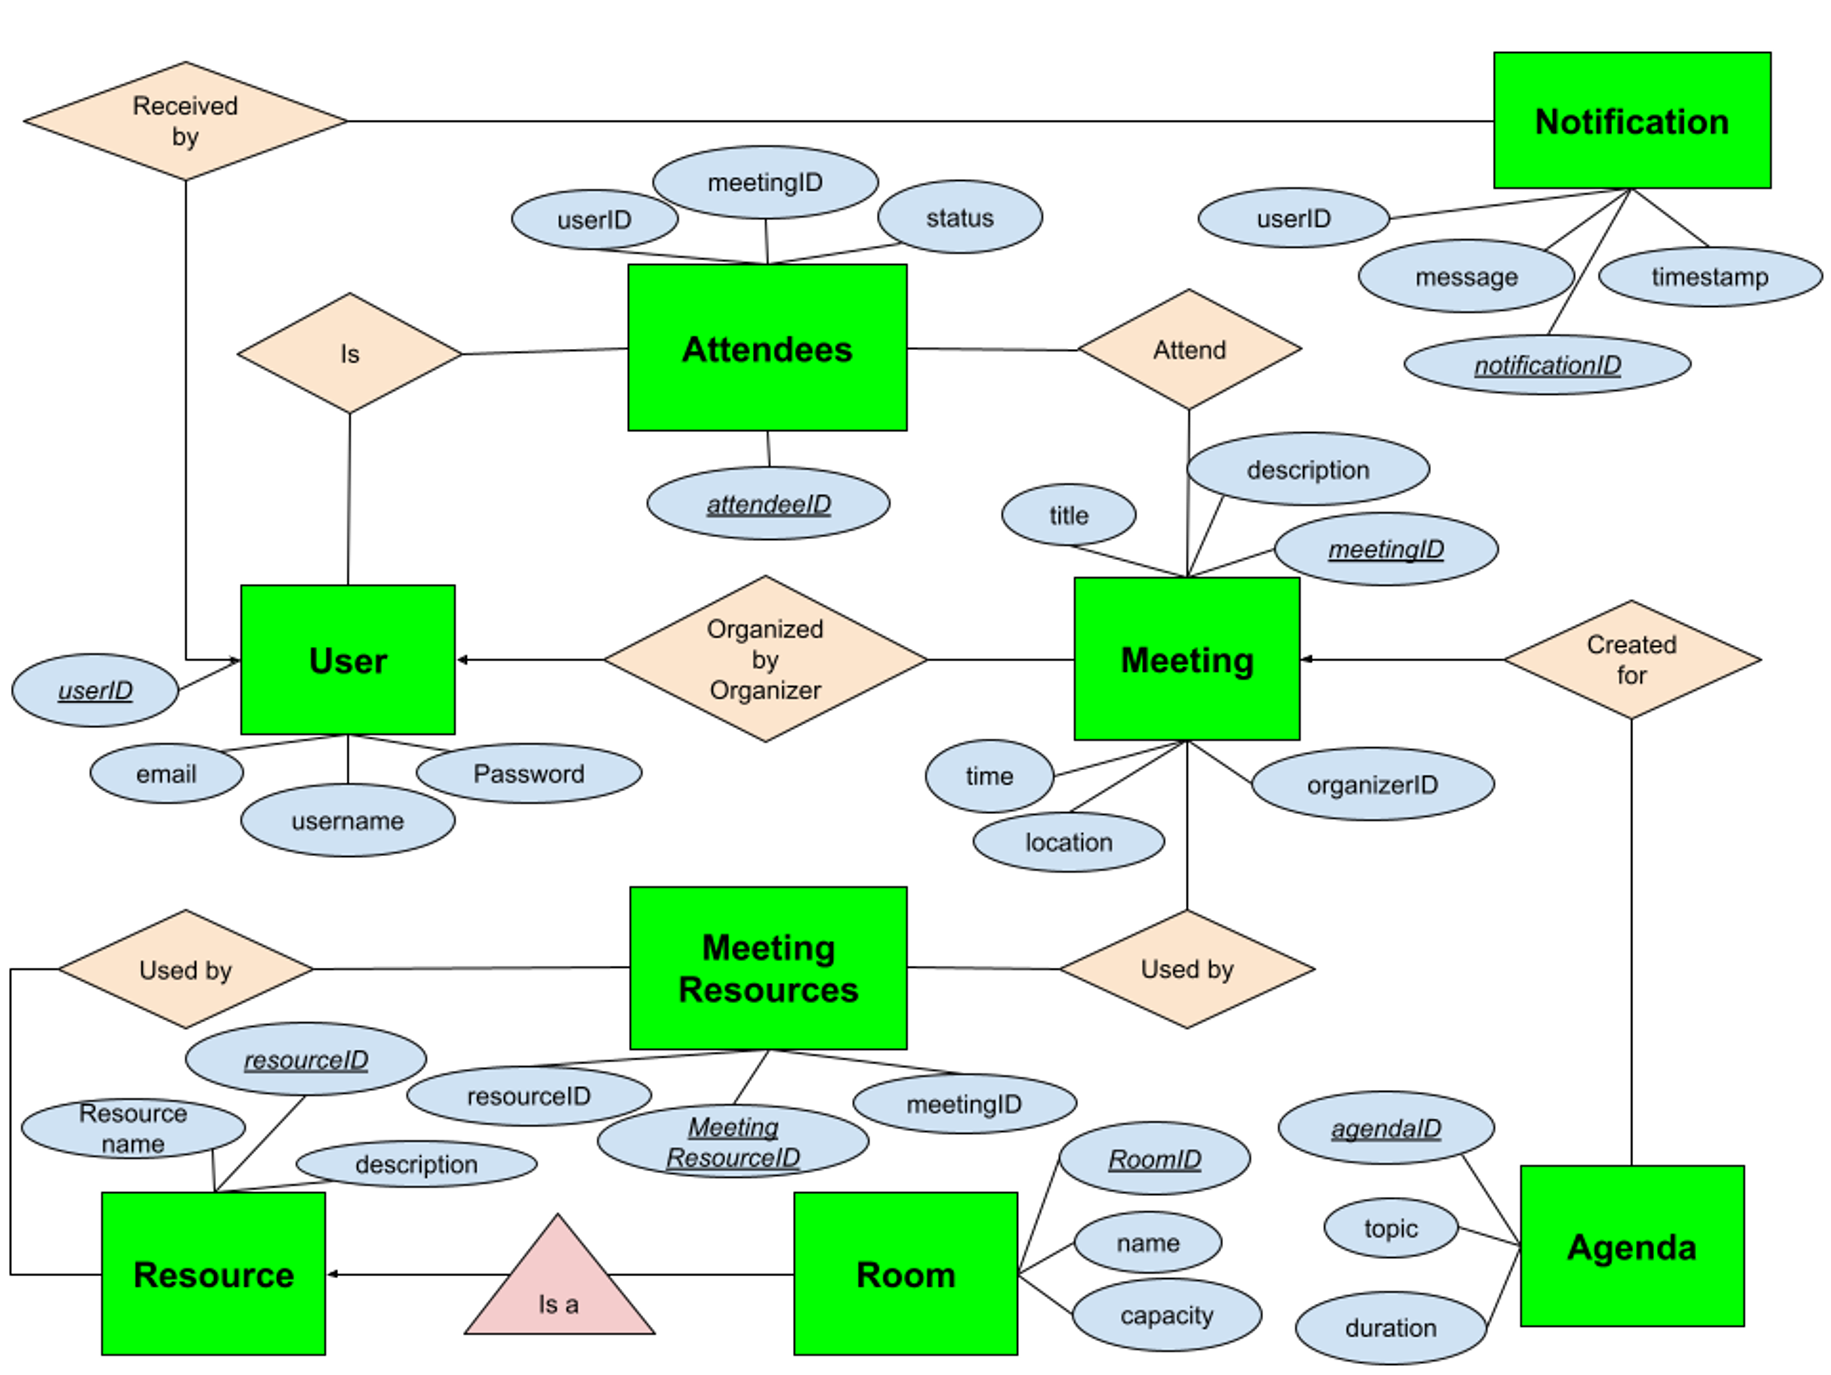 Received
by
Notification
meetingID
userID
status
userID
message
timestamp
notificationID
Is
Attendees
Attend
attendeeID
description
title
meetingID
User
Organized
by
Organizer
Meeting
Created
for
userID
email
username
Password
time
location
organizerID
Used by
Meeting
Resources
Used by
resourceID
Resource
name
description
resourceID
Meeting
ResourceID
meetingID
RoomID
name
capacity
agendaID
topic
duration
Resource
Is a
Room
Agenda